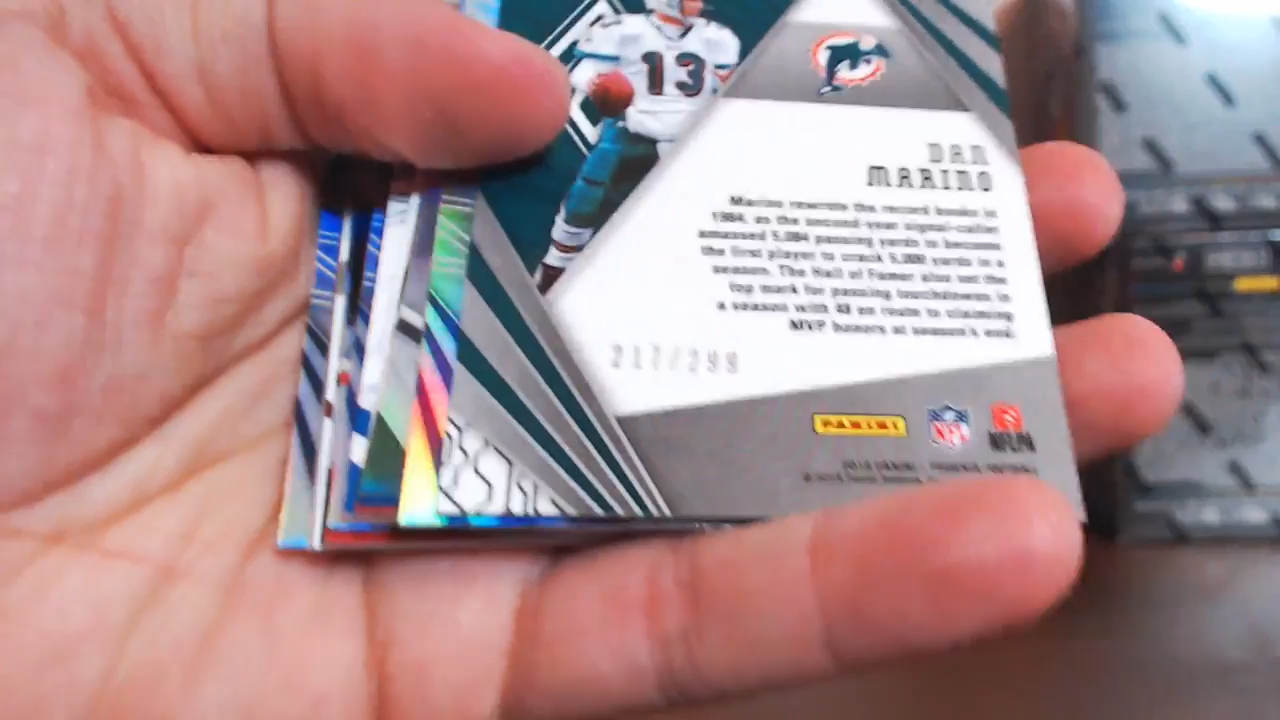 13
DAN
MARINO
Marino rewrote the record books in
1984, as the second-year signal-caller
amassed 5,084 passing yards to become
the first player to crack 5,000 yards in a
season. The Hall of Famer also set the
top mark for passing touchdowns in
a season with 48 en route to claiming
MVP honors at season's end.
217/299
PANINI
NFL